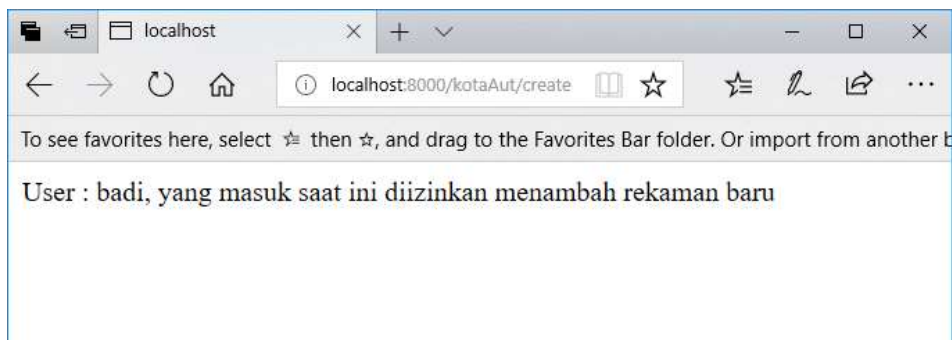 localhost
localhost:8000/kotaAut/create
To see favorites here, select then , and drag to the Favorites Bar folder. Or import from another
User : badi, yang masuk saat ini diizinkan menambah rekaman baru